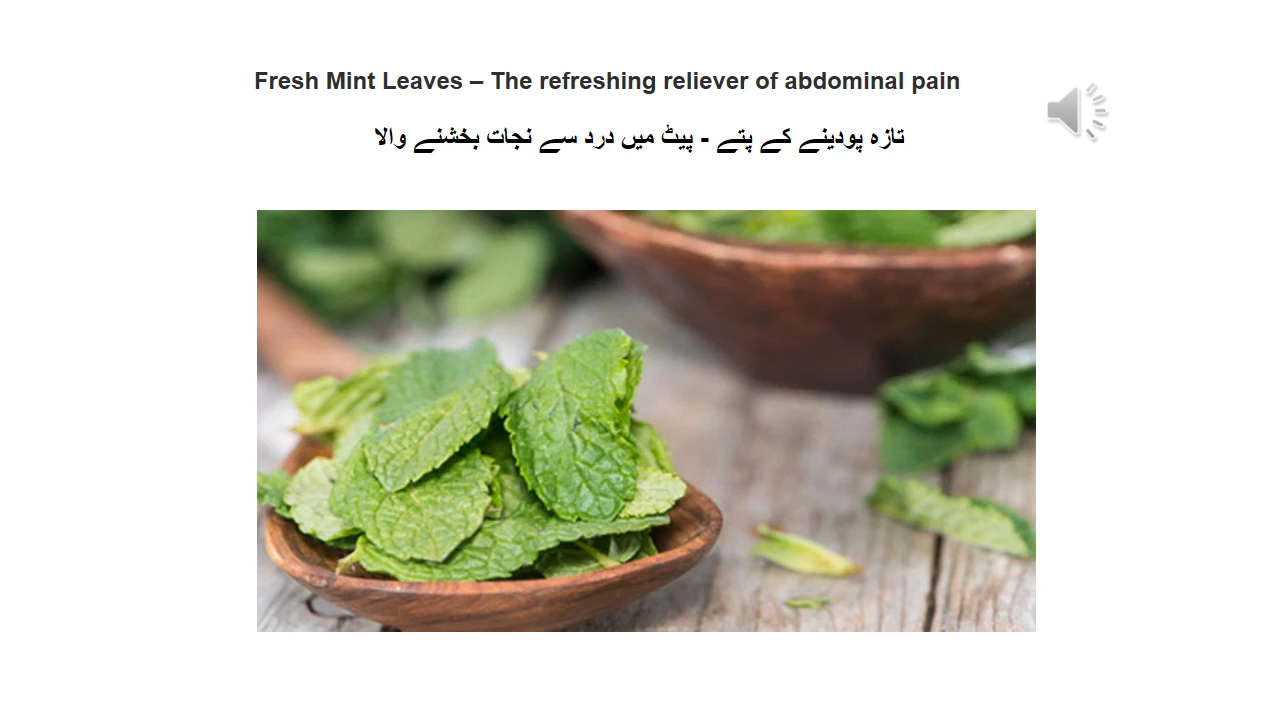 Fresh Mint Leaves – The refreshing reliever of abdominal pain
تازہ پودینے کے پتے - پیٹ میں درد سے نجات بخشنے والا